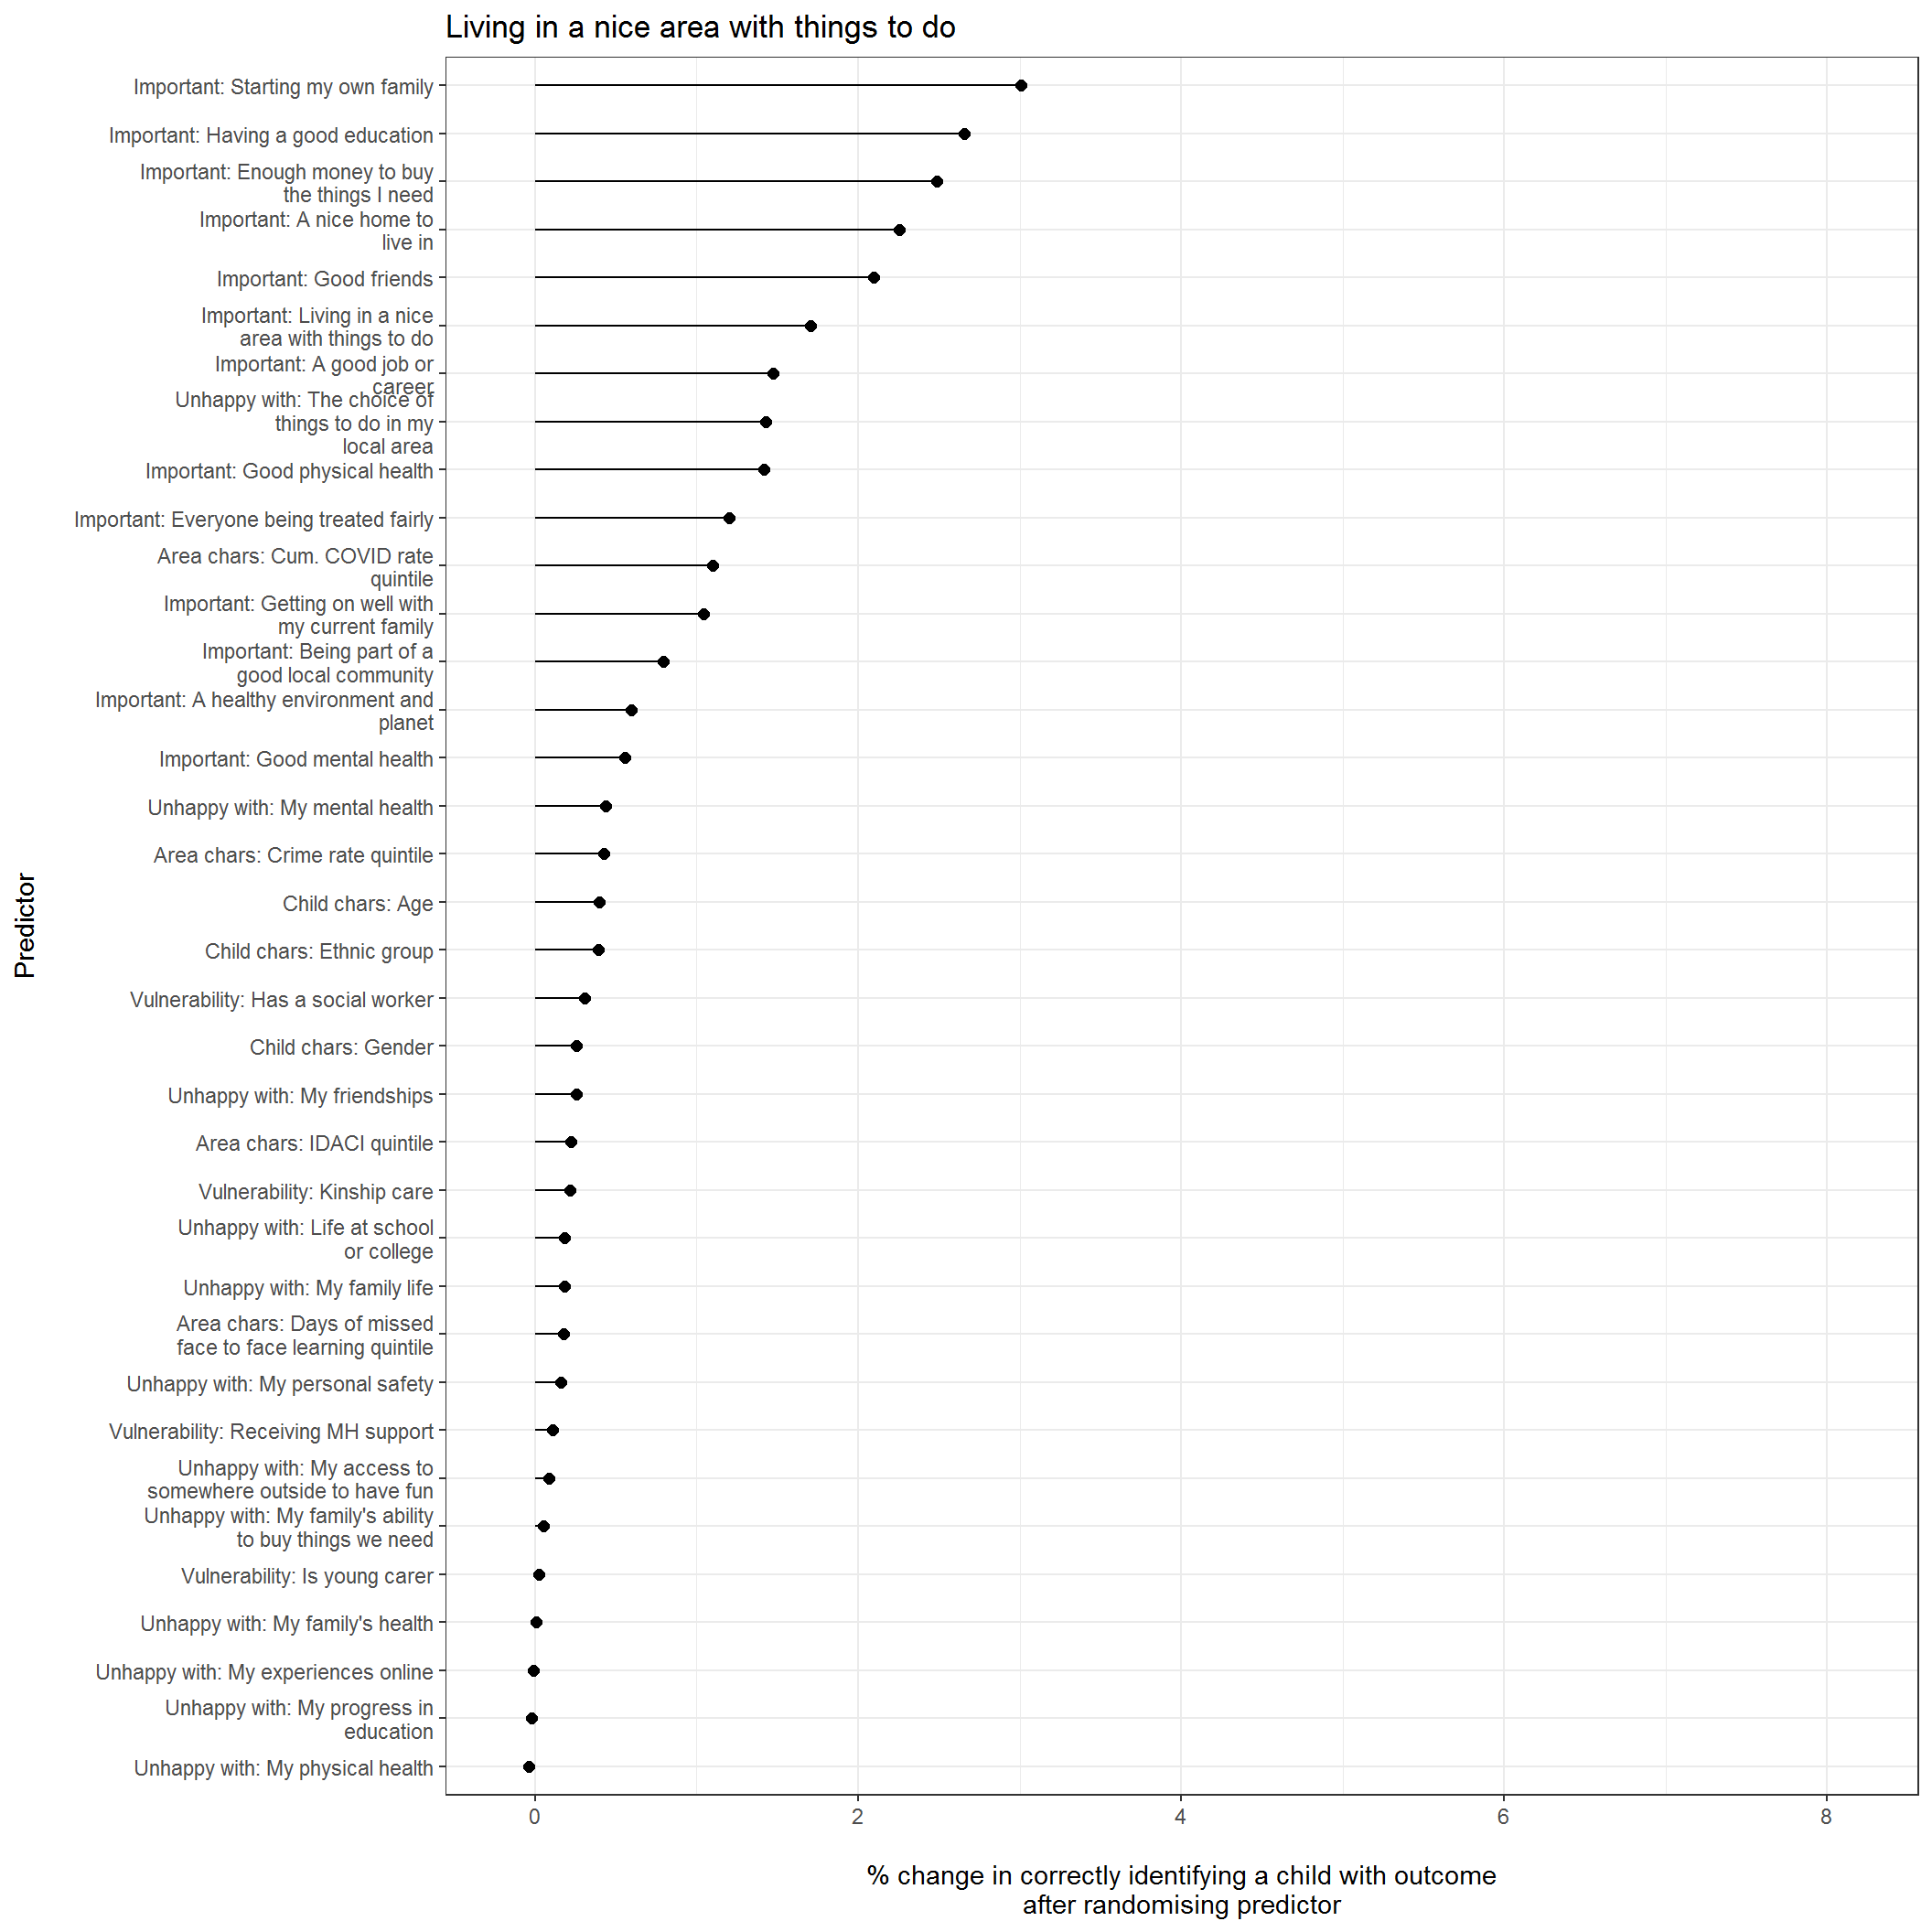 Living in a nice area with things to do
Important: Starting my own family
Important: Having a good education
Important: Enough money to buy
the things I need
Important: A nice home to
live in
Important: Good friends
Important: Living in a nice
area with things to do
Important: A good job or
career
Unhappy with: The choice of
things to do in my
local area
Important: Good physical health
Important: Everyone being treated fairly
Area chars: Cum. COVID rate
quintile
Important: Getting on well with
my current family
Important: Being part of a
good local community
Important: A healthy environment and
planet
Important: Good mental health
Unhappy with: My mental health
Area chars: Crime rate quintile
Child chars: Age
Child chars: Ethnic group
Vulnerability: Has a social worker
Child chars: Gender
Unhappy with: My friendships
Area chars: IDACI quintile
Vulnerability: Kinship care
Unhappy with: Life at school
or college
Unhappy with: My family life
Area chars: Days of missed
face to face learning quintile
Unhappy with: My personal safety
Vulnerability: Receiving MH support
Unhappy with: My access to
somewhere outside to have fun
Unhappy with: My family's ability
to buy things we need
Vulnerability: Is young carer
Unhappy with: My family's health
Unhappy with: My experiences online
Unhappy with: My progress in
education
Unhappy with: My physical health
Predictor
0 2 4 6 8
% change in correctly identifying a child with outcome
after randomising predictor